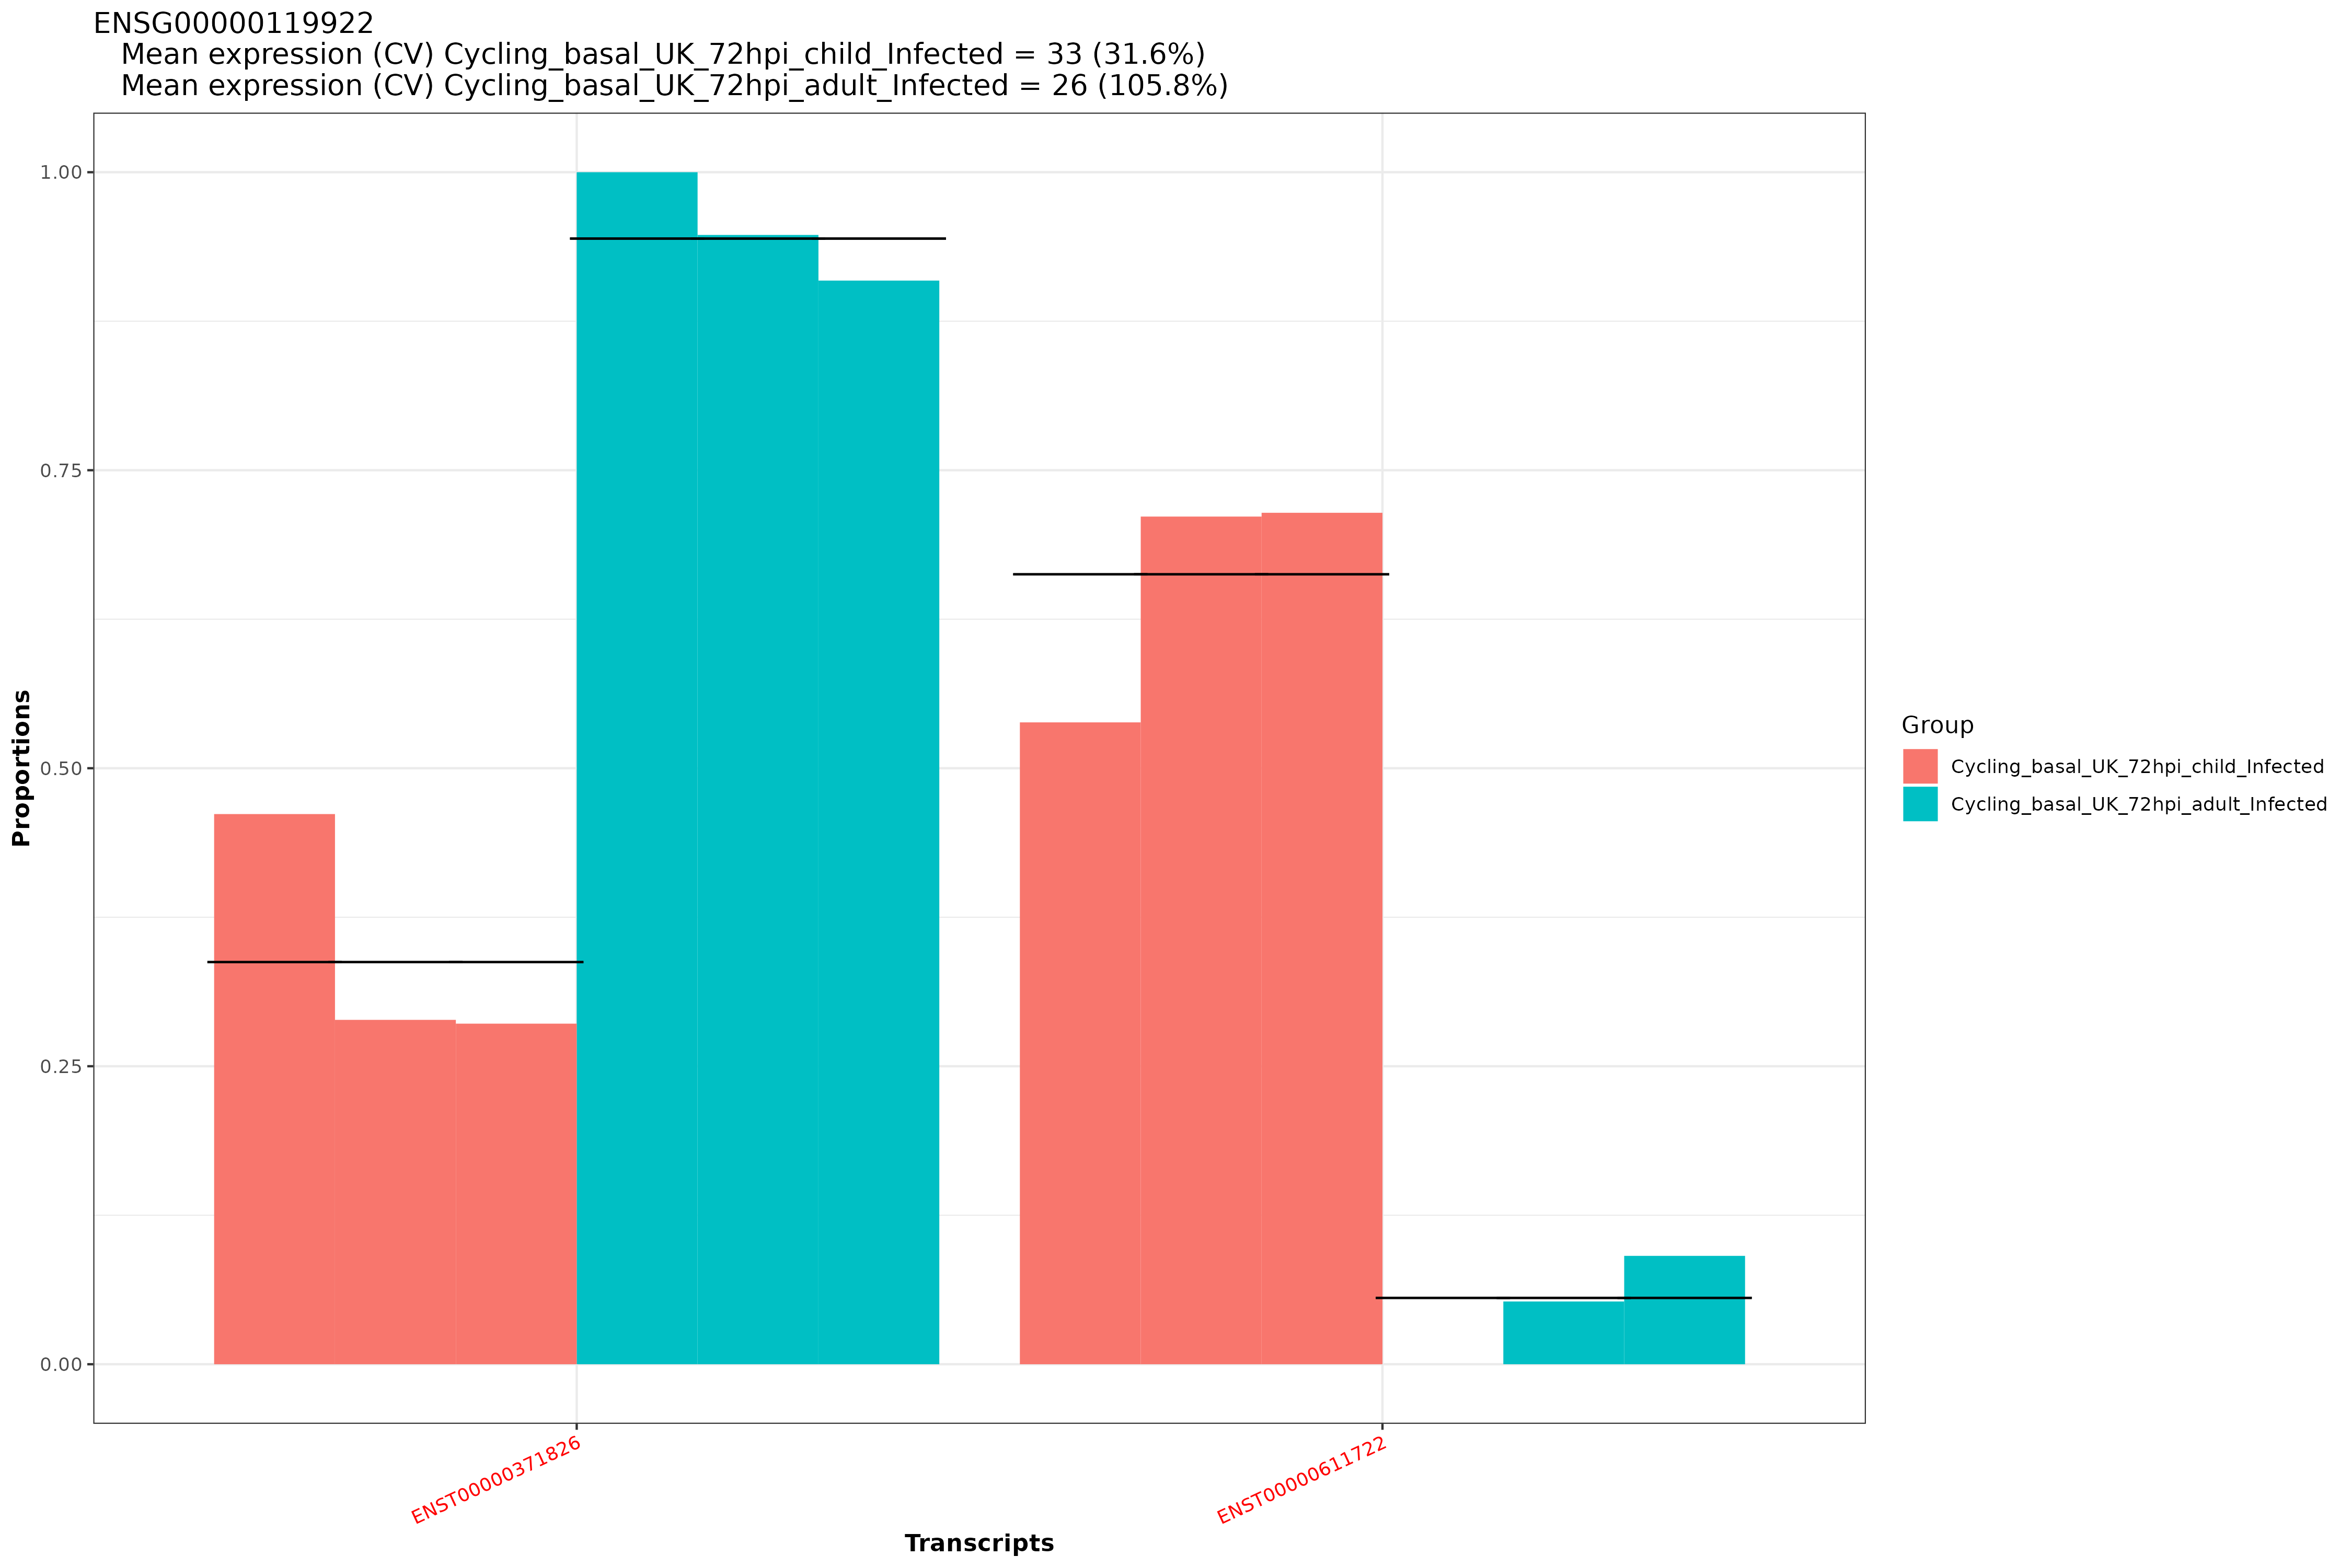 ENSG00000119922
Mean expression (CV) Cycling_basal_UK_72hpi_child_Infected = 33 (31.6%)
Mean expression (CV) Cycling_basal_UK_72hpi_adult_Infected = 26 (105.8%)
1.00
0.75
0.50
0.25
0.00
Proportions
ENST00000371826
ENST00000611722
Transcripts
Group
Cycling_basal_UK_72hpi_child_Infected
Cycling_basal_UK_72hpi_adult_Infected